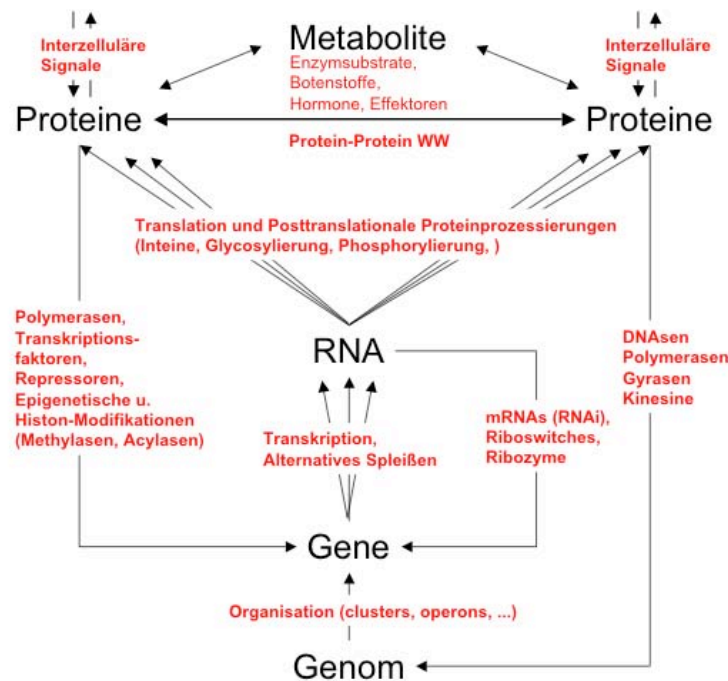 Interzelluläre
Signale
Metabolite
Enzymsubstrate,
Botenstoffe,
Hormone, Effektoren
Interzelluläre
Signale
Proteine
Proteine
Protein-Protein WW
Translation und Posttranslationale Proteinprozessierungen
(Inteine, Glycosylierung, Phosphorylierung, )
Polymerasen,
Transkriptions-
faktoren,
Repressoren,
Epigenetische u.
Histon-Modifikationen
(Methylasen, Acylasen)
RNA
DNAsen
Polymerasen
Gyrasen
Kinesine
Transkription,
Alternatives Spleißen
mRNAs (RNAi),
Riboswitches,
Ribozyme
Gene
Organisation (clusters, operons, ...)
Genom